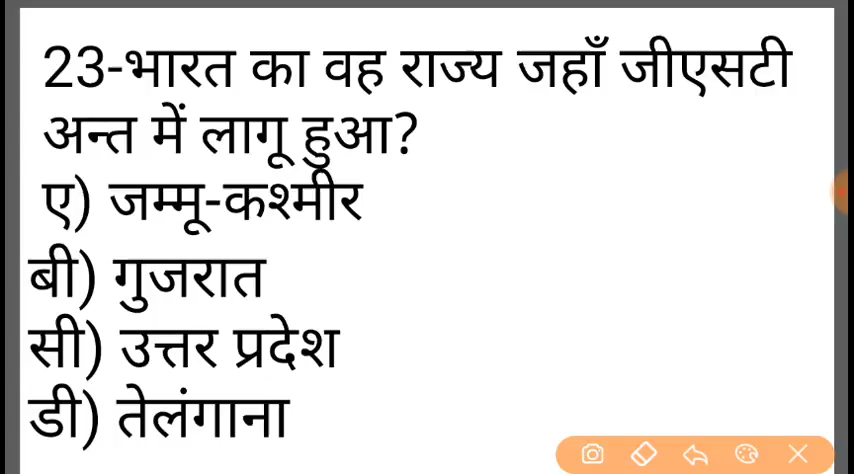 23-भारत का वह राज्य जहाँ जीएसटी
अन्त में लागू हुआ?
ए) जम्मू-कश्मीर
बी) गुजरात
सी) उत्तर प्रदेश
डी) तेलंगाना